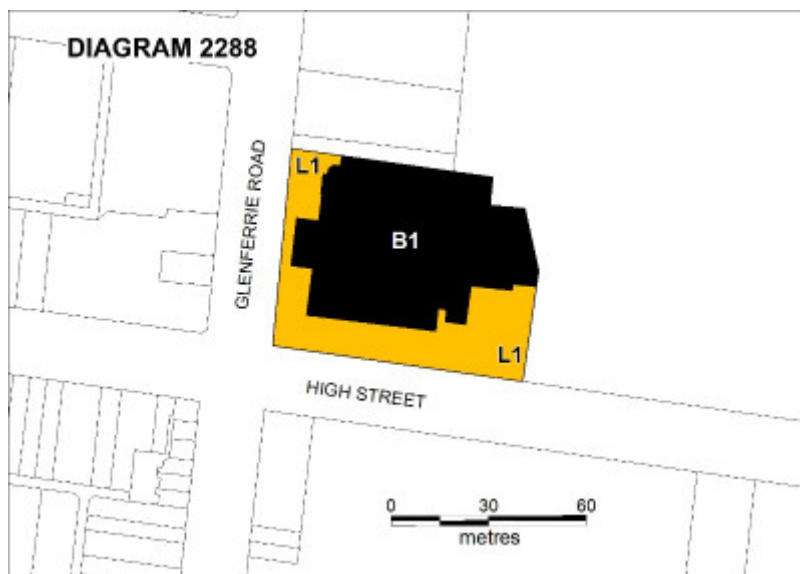 DIAGRAM 2288
L1
GLENFERRIE ROAD
B1
L1
HIGH STREET
0 30 60
metres